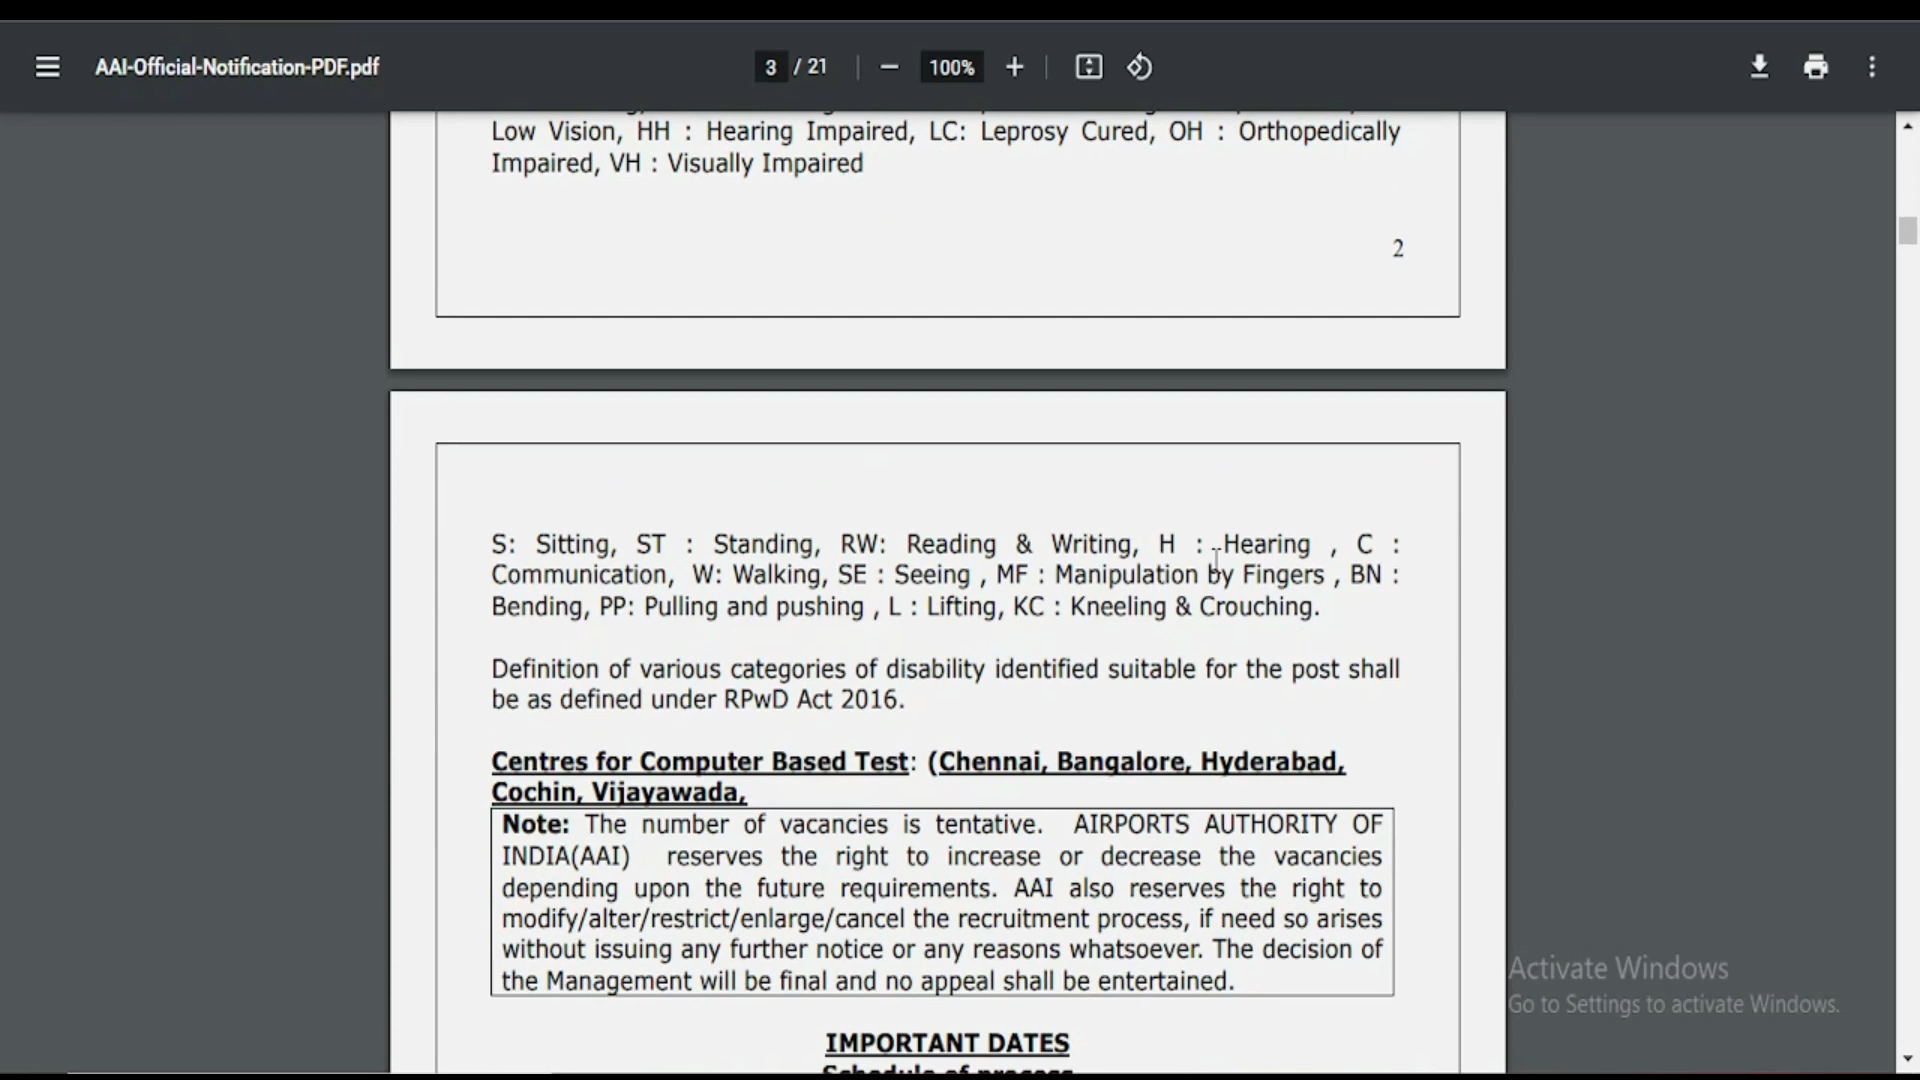 AAI-Official-Notification-PDF.pdf
3 / 21
100%
Low Vision, HH : Hearing Impaired, LC: Leprosy Cured, OH : Orthopedically
Impaired, VH : Visually Impaired
2
S: Sitting, ST : Standing, RW: Reading & Writing, H : Hearing , C :
Communication, W: Walking, SE : Seeing , MF : Manipulation by Fingers , BN :
Bending, PP: Pulling and pushing , L : Lifting, KC : Kneeling & Crouching.
Definition of various categories of disability identified suitable for the post shall
be as defined under RPwD Act 2016.
Centres for Computer Based Test: (Chennai, Bangalore, Hyderabad,
Cochin, Vijayawada,
Note: The number of vacancies is tentative. AIRPORTS AUTHORITY OF
INDIA(AAI) reserves the right to increase or decrease the vacancies
depending upon the future requirements. AAI also reserves the right to
modify/alter/restrict/enlarge/cancel the recruitment process, if need so arises
without issuing any further notice or any reasons whatsoever. The decision of
the Management will be final and no appeal shall be entertained.
IMPORTANT DATES
Schedule of process
Activate Windows
Go to Settings to activate Windows.